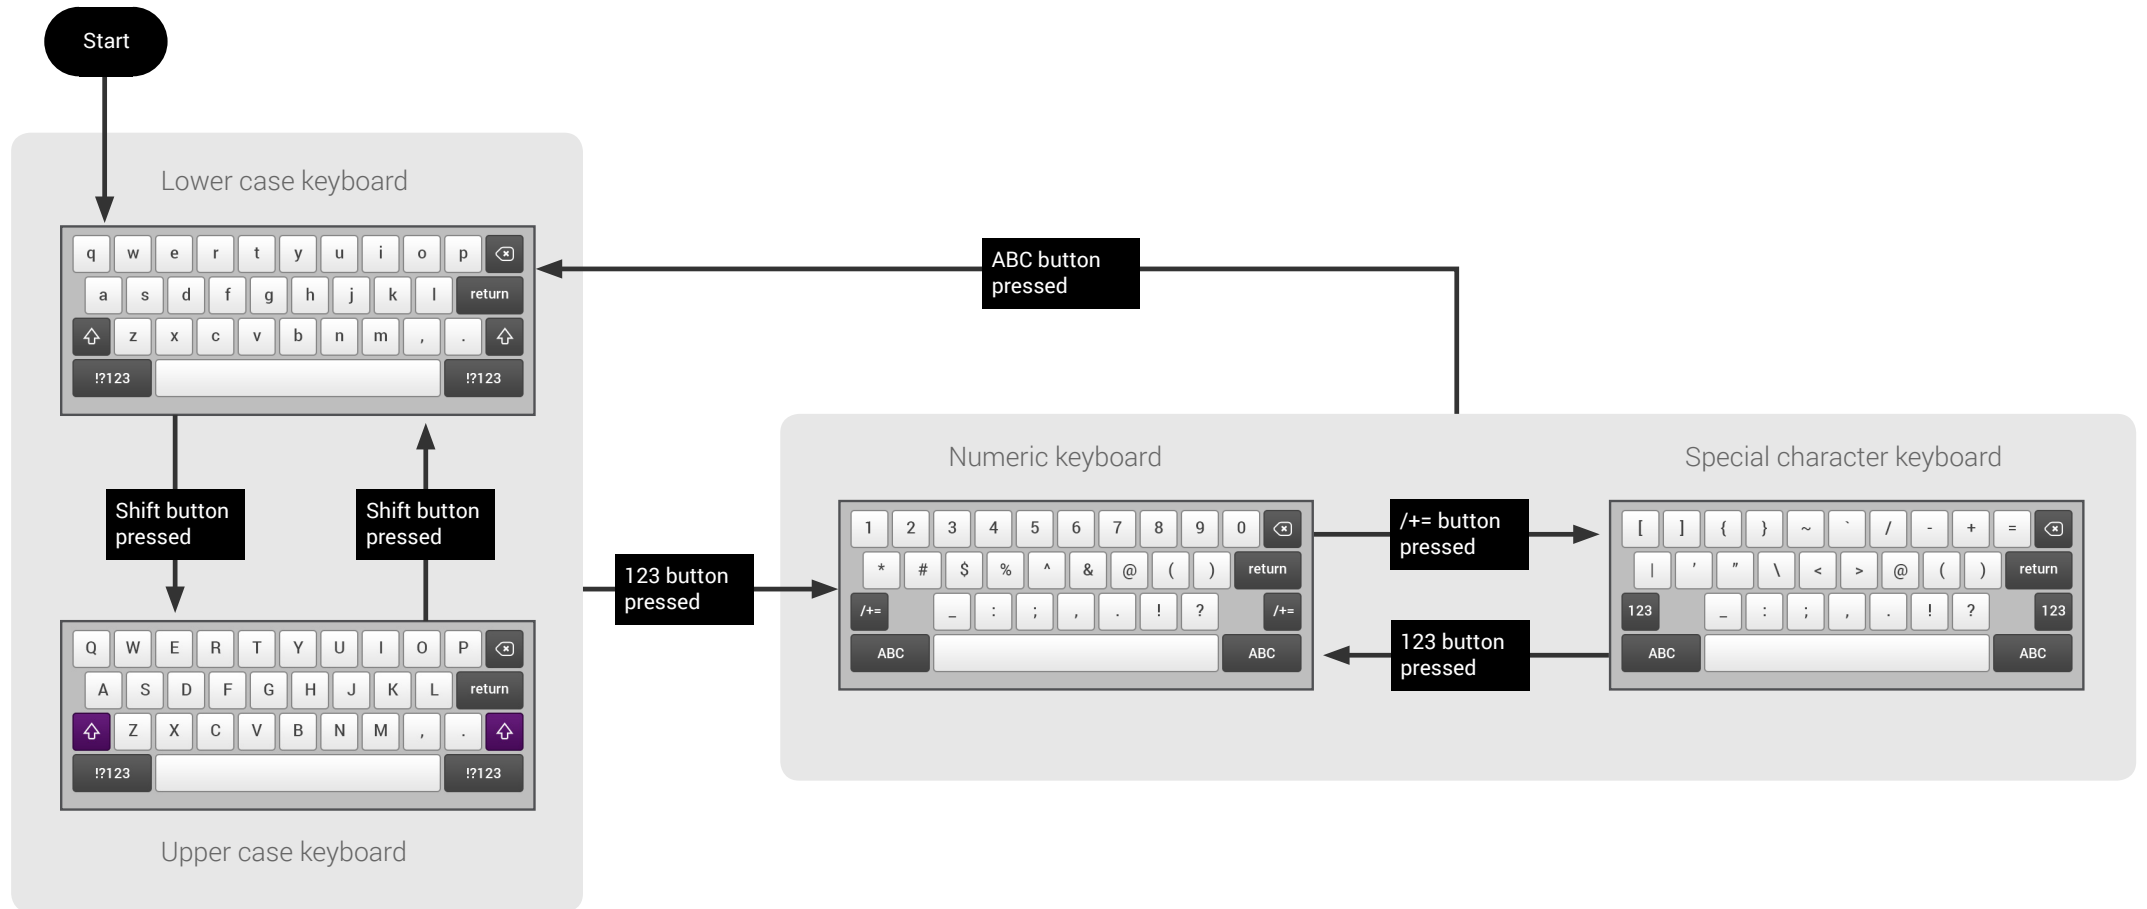 Start
Lower case keyboard
q w e r t y u i o p
a s d f g h j k l return
z x c v b n m , .
!?123 !?123
Shift button
pressed
Shift button
pressed
Q W E R T Y U I O P
A S D F G H J K L return
Z X C V B N M , .
!?123 !?123
Upper case keyboard
123 button
pressed
ABC button
pressed
Numeric keyboard
1 2 3 4 5 6 7 8 9 0
* # $ % ^ & @ ( ) return
/+= _ : ; , . ! ? /+=
ABC ABC
/+= button
pressed
123 button
pressed
Special character keyboard
[ ] { } ~ ` / - + =
| ' " \ < > @ ( ) return
123 _ : ; , . ! ? 123
ABC ABC